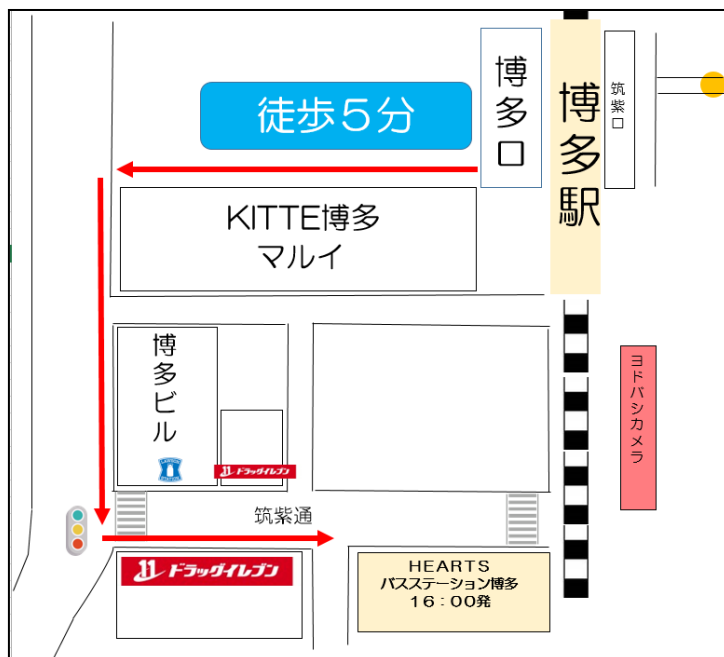 博多口
博多駅
筑紫口
徒歩5分
KITTE博多
マルイ
博多ビル
ヨドバシカメラ
ドラッグイレブン
筑紫通
ドラッグイレブン
HEARTS
バスステーション博多
16:00発